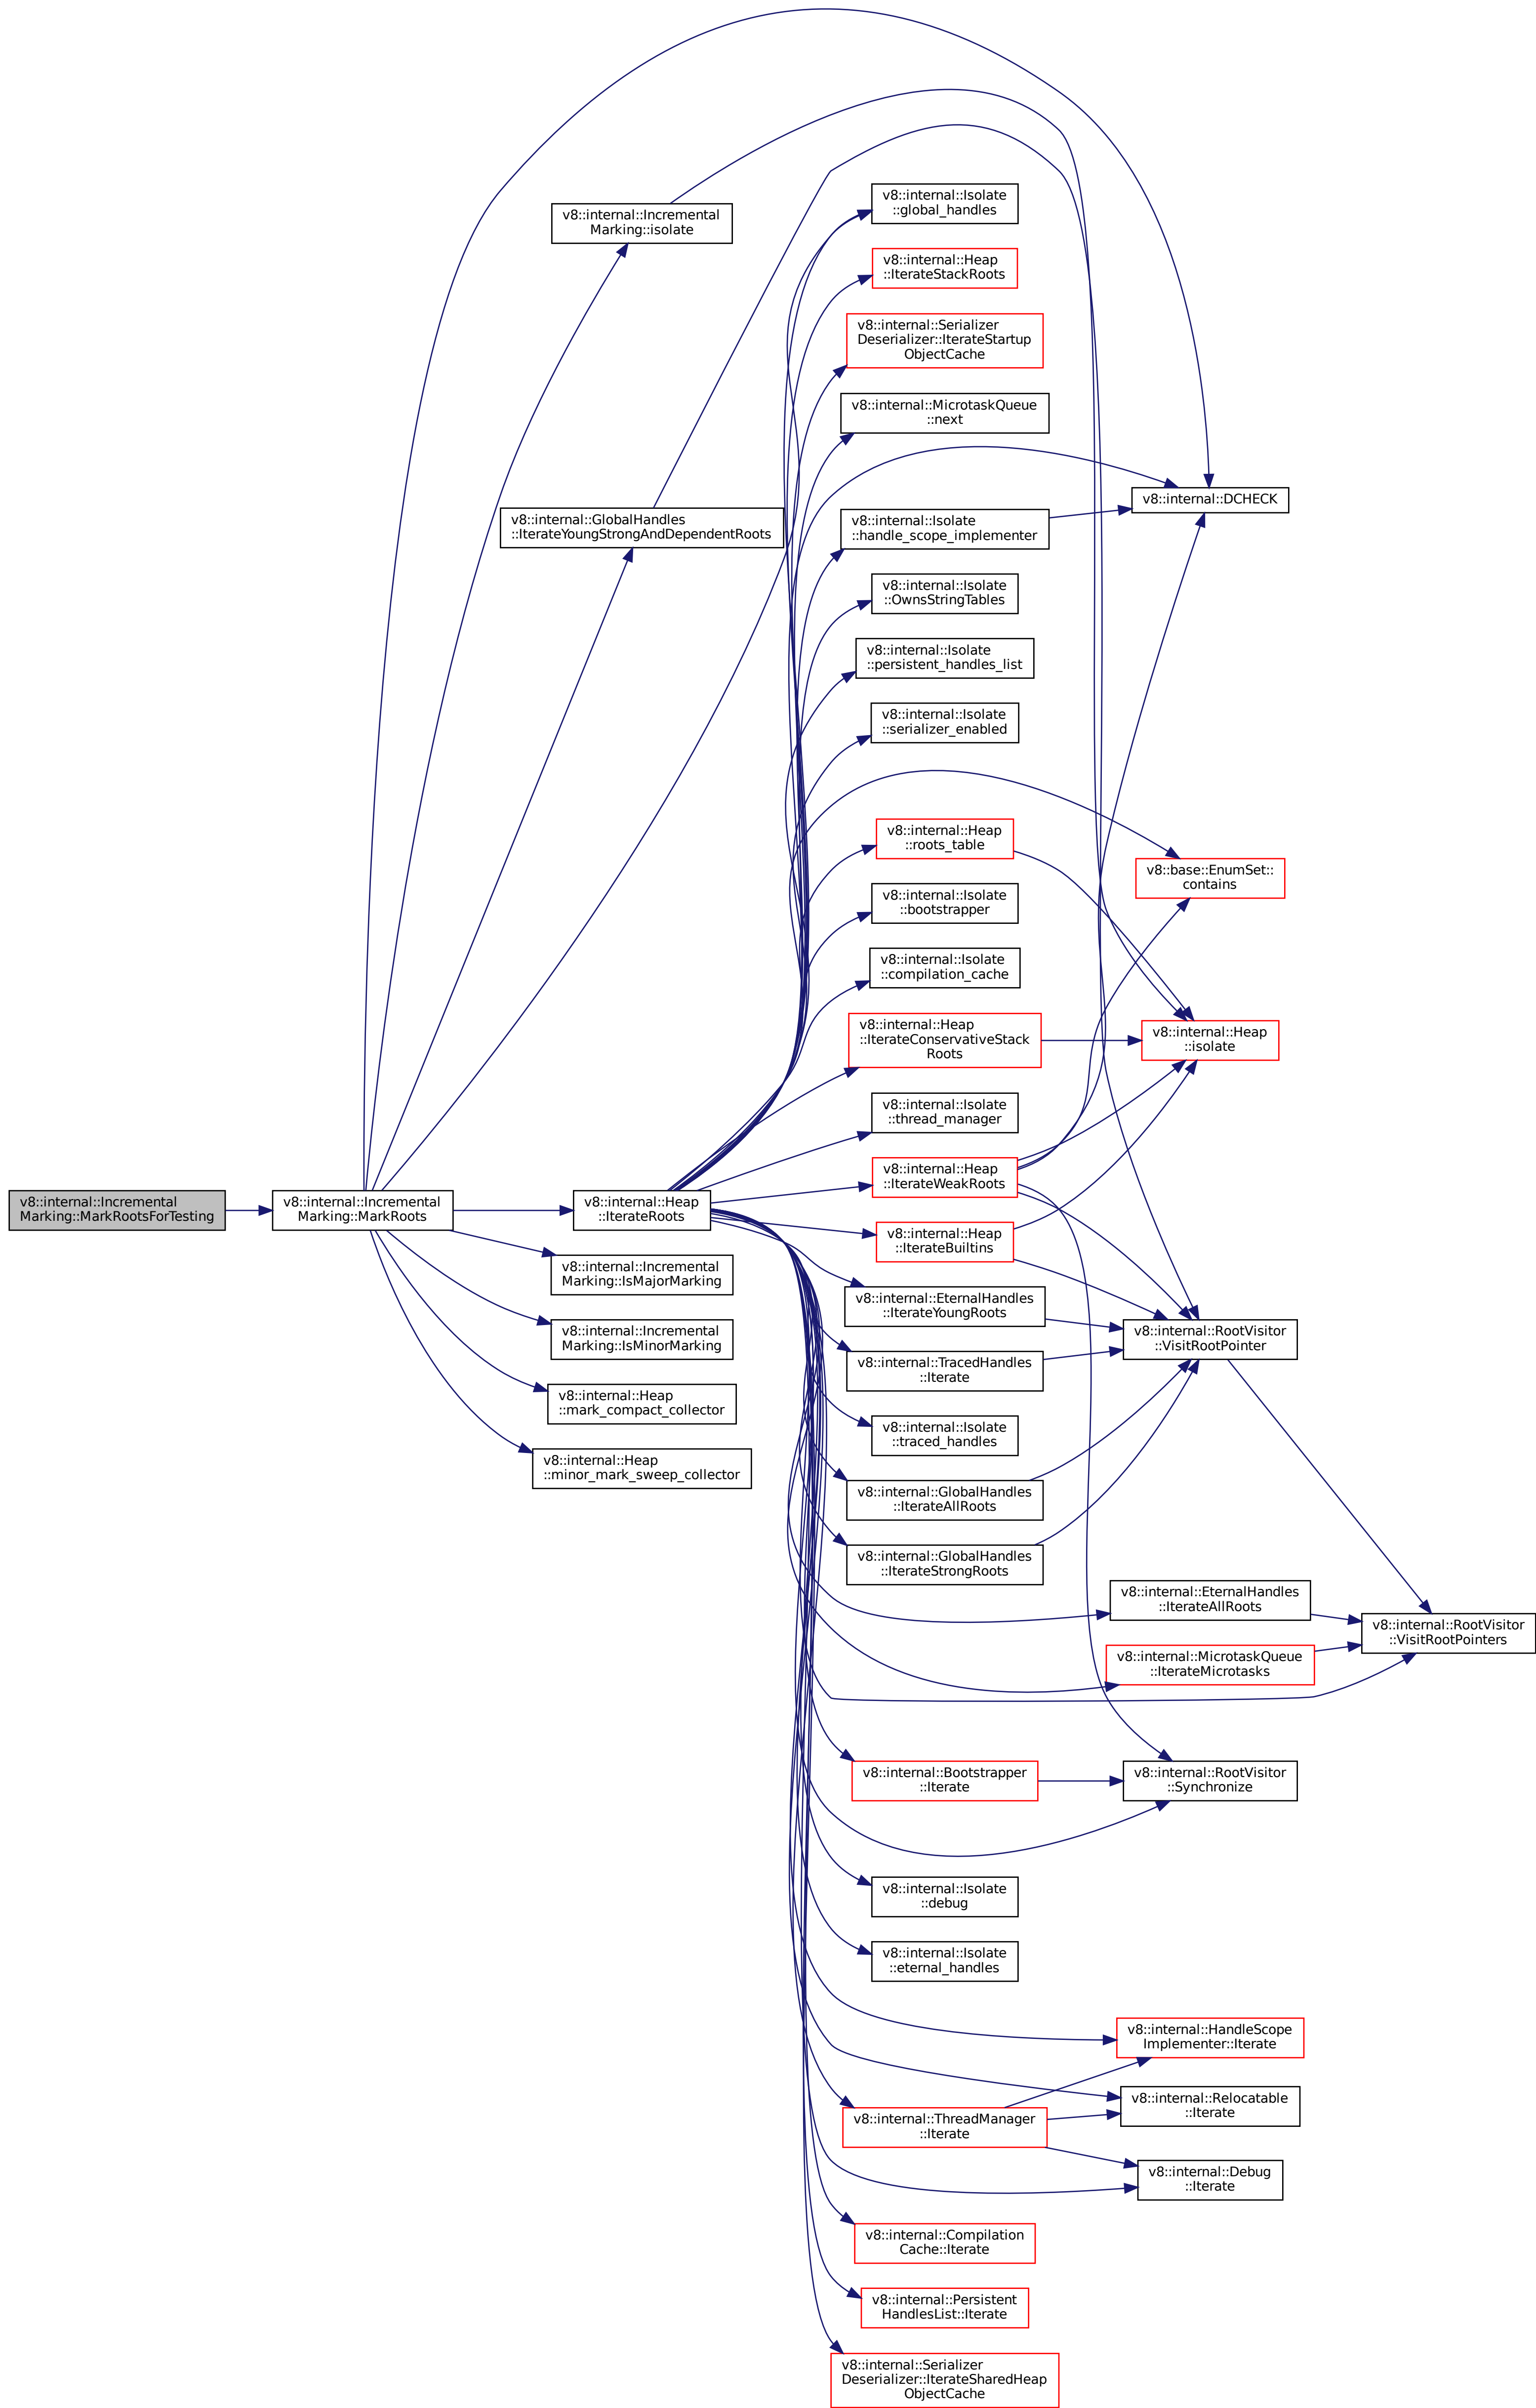 v8::internal::Isolate
::global_handles
v8::internal::Incremental
Marking::isolate
v8::internal::Heap
::IterateStackRoots
v8::internal::Serializer
Deserializer::IterateStartup
ObjectCache
v8::internal::MicrotaskQueue
::next
v8::internal::DCHECK
v8::internal::GlobalHandles
::IterateYoungStrongAndDependentRoots
v8::internal::Isolate
::handle_scope_implementer
v8::internal::Isolate
::OwnsStringTables
v8::internal::Isolate
::persistent_handles_list
v8::internal::Isolate
::serializer_enabled
v8::internal::Heap
::roots_table
v8::base::EnumSet::
contains
v8::internal::Isolate
::bootstrapper
v8::internal::Isolate
::compilation_cache
v8::internal::Heap
::IterateConservativeStack
Roots
v8::internal::Heap
::isolate
v8::internal::Isolate
::thread_manager
v8::internal::Heap
::IterateWeakRoots
v8::internal::Incremental
Marking::MarkRootsForTesting
v8::internal::Incremental
Marking::MarkRoots
v8::internal::Heap
::IterateRoots
v8::internal::Heap
::IterateBuiltins
v8::internal::Incremental
Marking::IsMajorMarking
v8::internal::EternalHandles
::IterateYoungRoots
v8::internal::Incremental
Marking::IsMinorMarking
v8::internal::RootVisitor
::VisitRootPointer
v8::internal::TracedHandles
::Iterate
v8::internal::Heap
::mark_compact_collector
v8::internal::Isolate
::traced_handles
v8::internal::Heap
::minor_mark_sweep_collector
v8::internal::GlobalHandles
::IterateAllRoots
v8::internal::GlobalHandles
::IterateStrongRoots
v8::internal::EternalHandles
::IterateAllRoots
v8::internal::RootVisitor
::VisitRootPointers
v8::internal::MicrotaskQueue
::IterateMicrotasks
v8::internal::Bootstrapper
::Iterate
v8::internal::RootVisitor
::Synchronize
v8::internal::Isolate
::debug
v8::internal::Isolate
::eternal_handles
v8::internal::HandleScope
Implementer::Iterate
v8::internal::Relocatable
::Iterate
v8::internal::ThreadManager
::Iterate
v8::internal::Debug
::Iterate
v8::internal::Compilation
Cache::Iterate
v8::internal::Persistent
HandlesList::Iterate
v8::internal::Serializer
Deserializer::IterateSharedHeap
ObjectCache